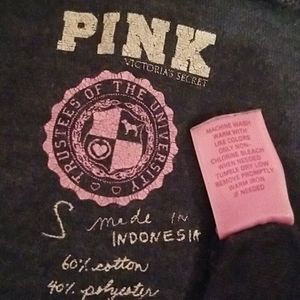 PINK
VICTORIA'S SECRET
TRUSTEES OF THE UNIVERSITY
S made IN
INDONESIA
60% cotton
40% polyester
MACHINE WASH
WARM WITH
LIKE COLORS
ONLY NON-
CHLORINE BLEACH
WHEN NEEDED
TUMBLE DRY LOW
REMOVE PROMPTLY
WARM IRON
IF NEEDED